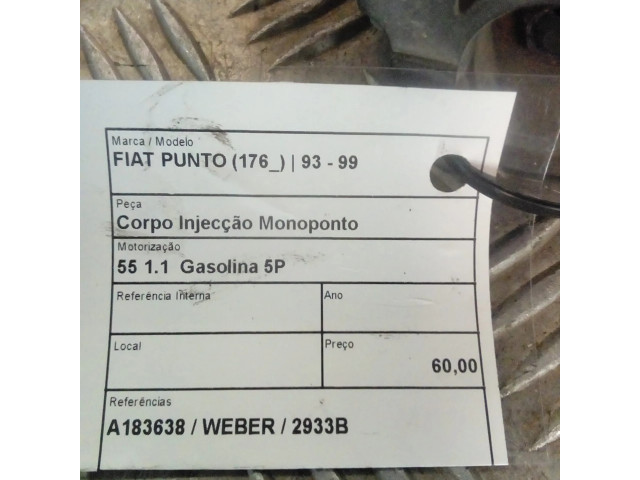 Marca / Modelo
FIAT PUNTO (176_) | 93 - 99
Peça
Corpo Injecção Monoponto
Motorização
55 1.1 Gasolina 5P
Referência Interna
Ano
Local
Preço
60,00
Referências
A183638 / WEBER / 2933B